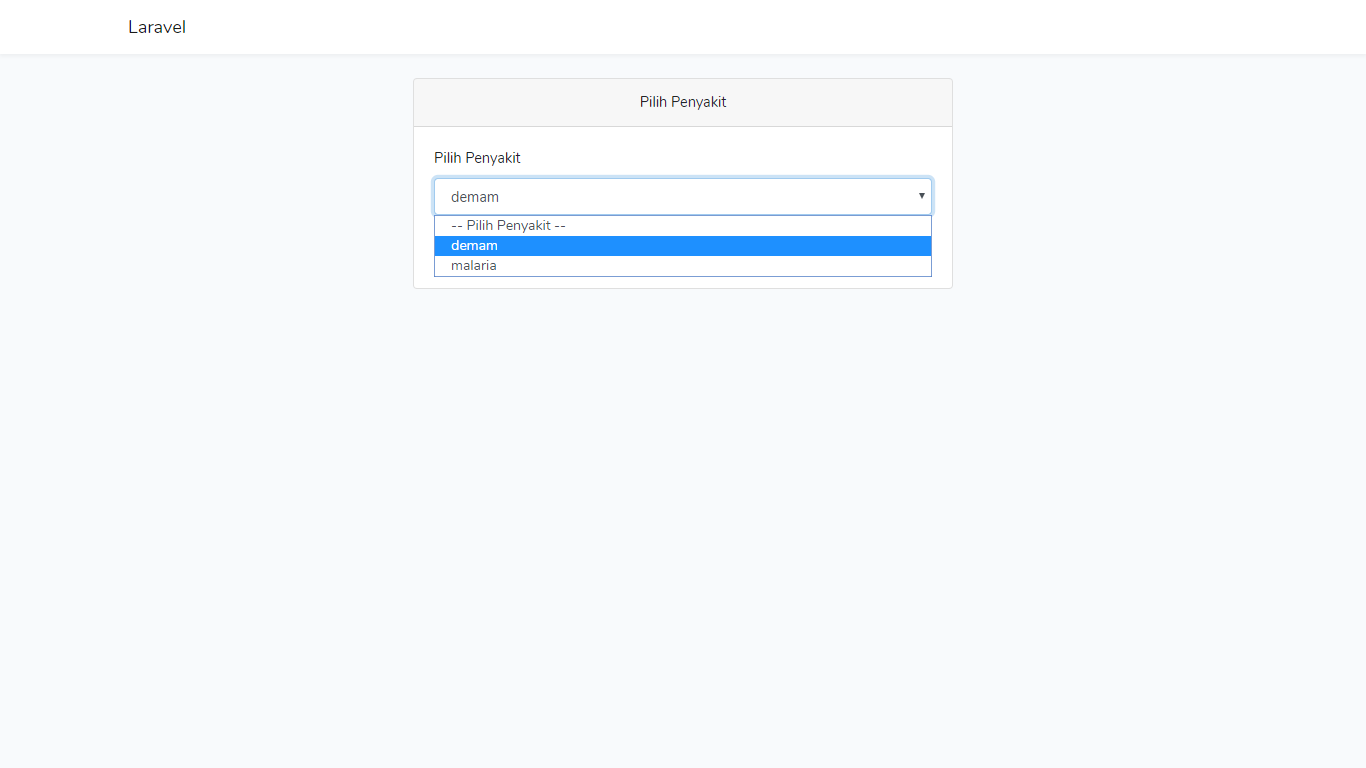 Laravel
Pilih Penyakit
Pilih Penyakit
demam
-- Pilih Penyakit --
demam
malaria